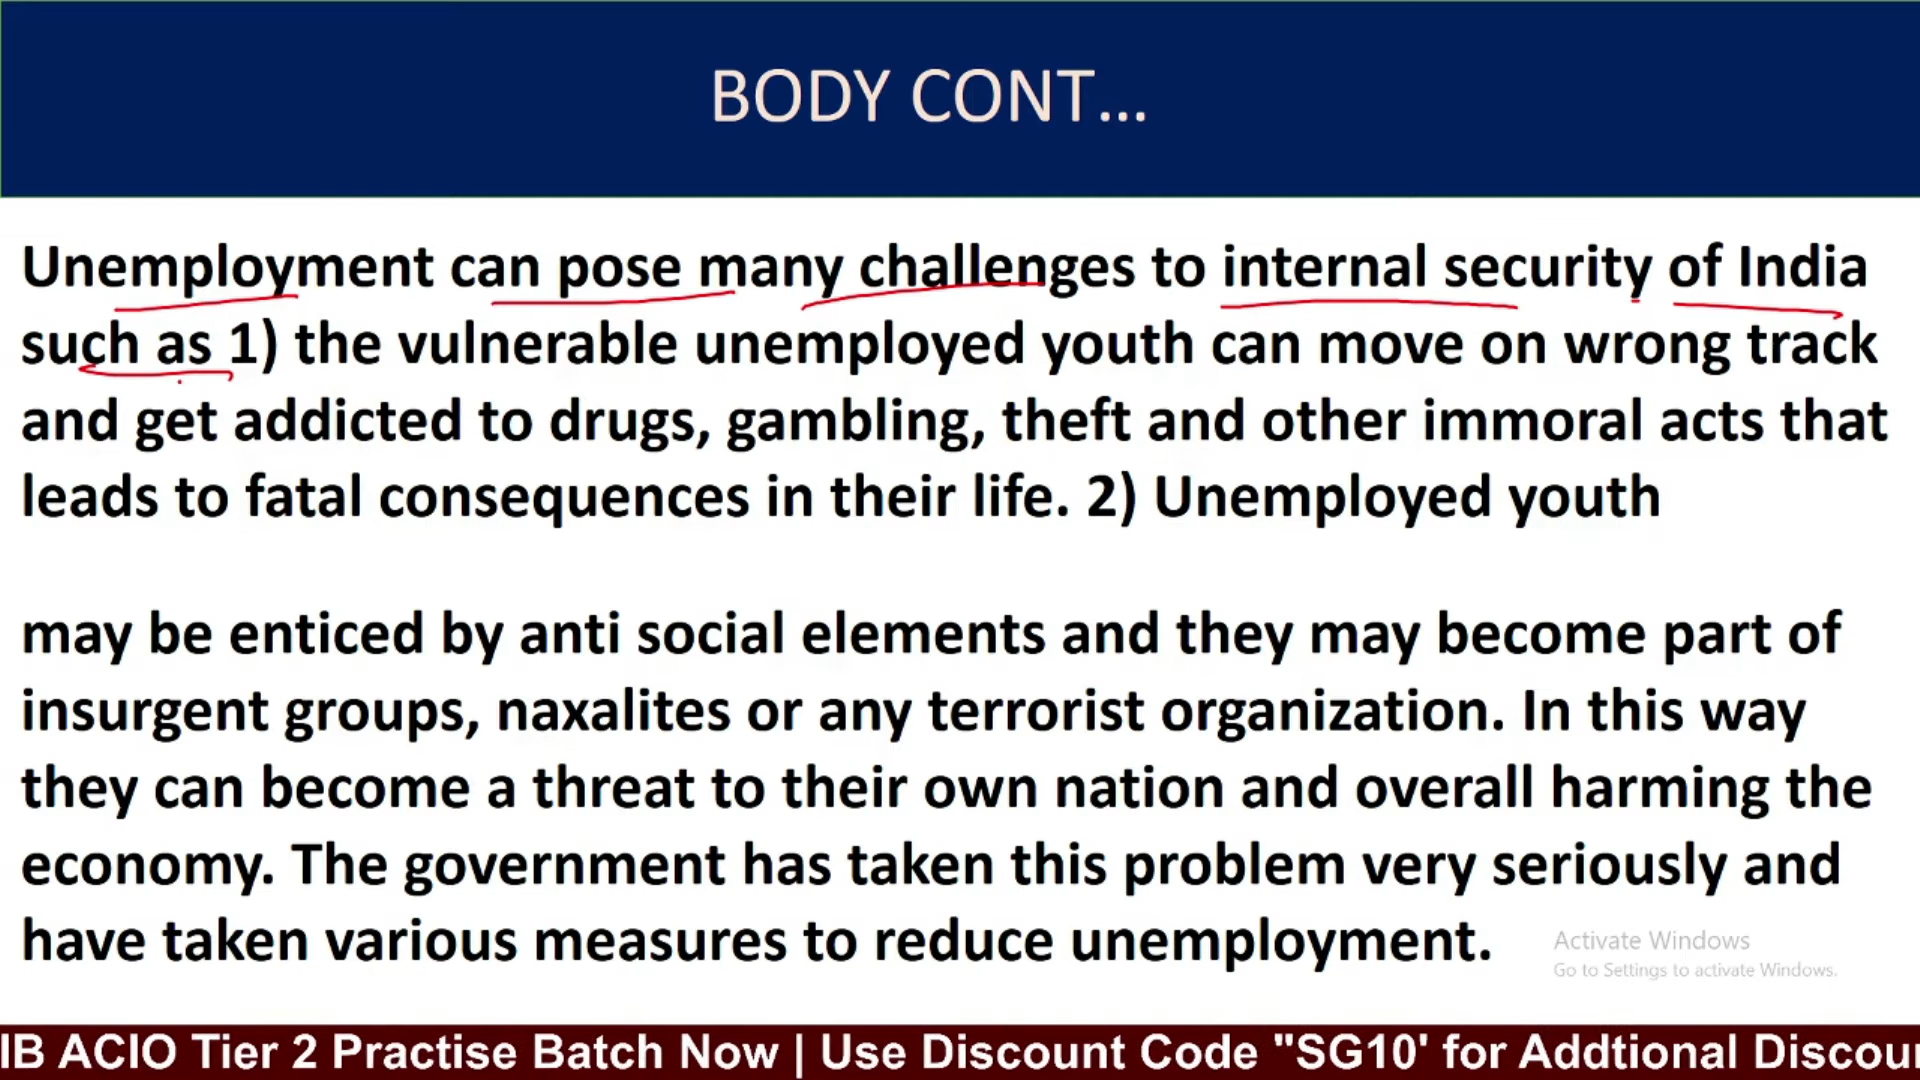 BODY CONT...
Unemployment can pose many challenges to internal security of India
such as 1) the vulnerable unemployed youth can move on wrong track
and get addicted to drugs, gambling, theft and other immoral acts that
leads to fatal consequences in their life. 2) Unemployed youth
may be enticed by anti social elements and they may become part of
insurgent groups, naxalites or any terrorist organization. In this way
they can become a threat to their own nation and overall harming the
economy. The government has taken this problem very seriously and
have taken various measures to reduce unemployment.
Activate Windows
Go to Settings to activate Windows.
IB ACIO Tier 2 Practise Batch Now | Use Discount Code "SG10' for Addtional Discou